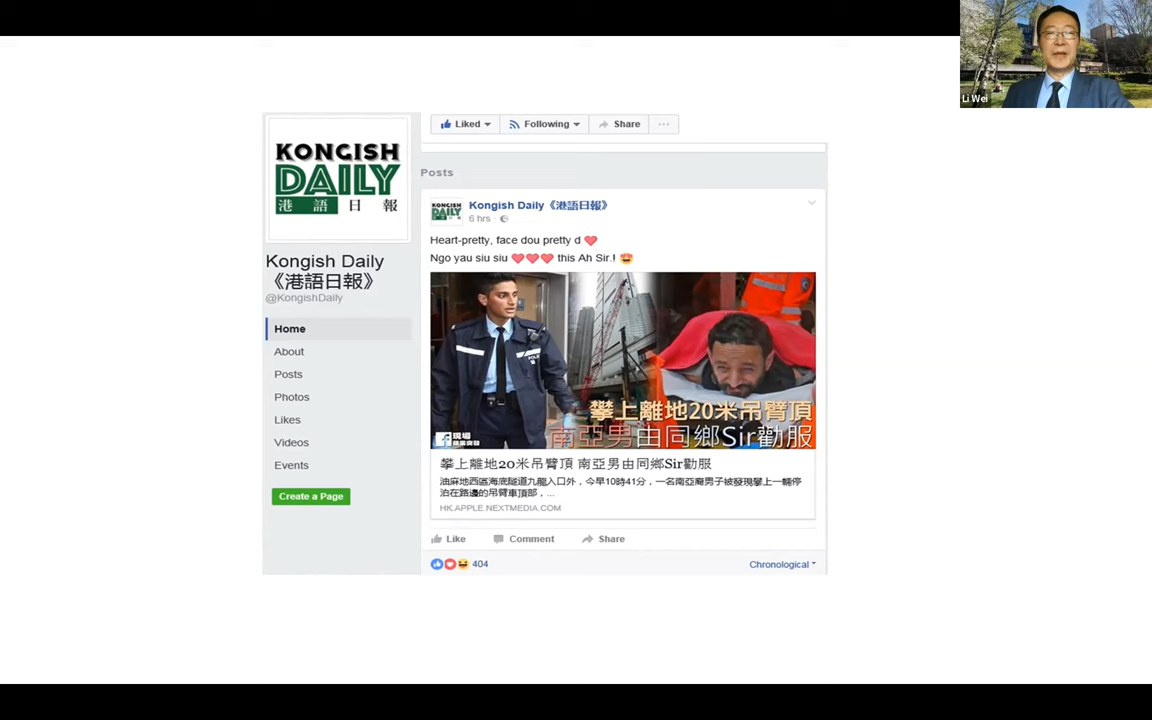 Li Wei
KONGISH
DAILY
港語日報
Kongish Daily
《港語日報》
@KongishDaily
Home
About
Posts
Photos
Likes
Videos
Events
Create a Page
Liked
Following
Share
Posts
KONGISH
DAILY
Kongish Daily《港語日報》
6 hrs ·
Heart-pretty, face dou pretty d ❤️
Ngo yau siu siu ❤️❤️❤️ this Ah Sir.! 😍
POLICE
攀上離地20米吊臂頂
南亞男由同鄉Sir勸服
現場
攀上離地20米吊臂頂 南亞男由同鄉Sir勸服
油麻地西區海底隧道九龍入口外，今早10時41分，一名南亞裔男子被發現攀上一輛停
泊在路邊的吊臂車頂部，...
HK.APPLE.NEXTMEDIA.COM
Like Comment Share
404
Chronological